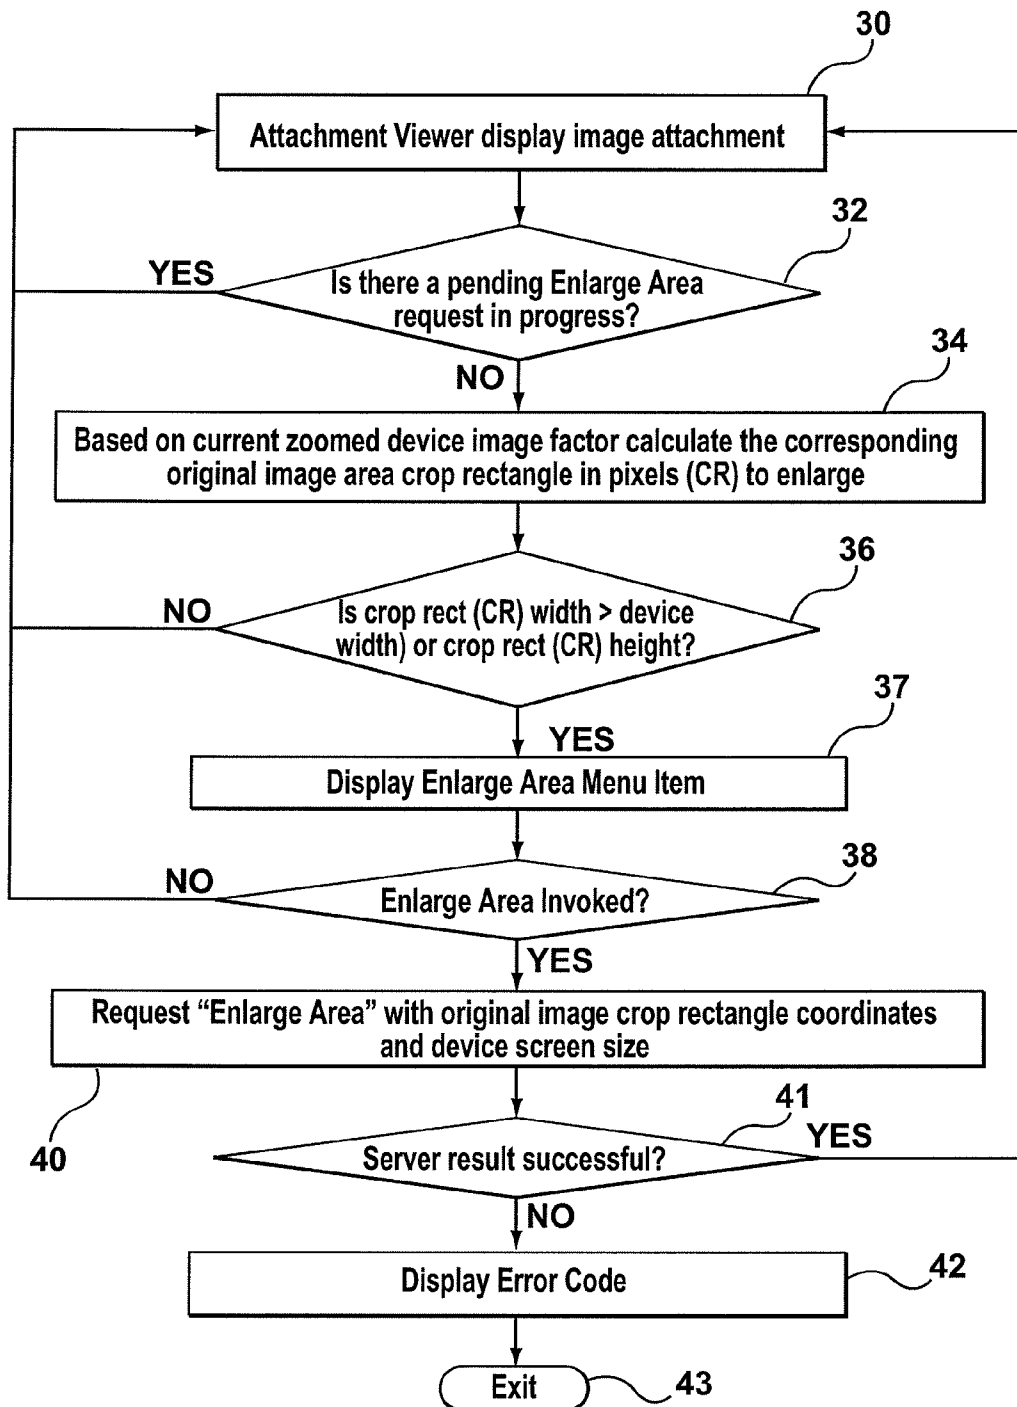 30
Attachment Viewer display image attachment
32
YES
Is there a pending Enlarge Area
request in progress?
NO
34
Based on current zoomed device image factor calculate the corresponding
original image area crop rectangle in pixels (CR) to enlarge
36
NO
Is crop rect (CR) width > device
width) or crop rect (CR) height?
37
YES
Display Enlarge Area Menu Item
38
NO
Enlarge Area Invoked?
YES
Request “Enlarge Area” with original image crop rectangle coordinates
and device screen size
40
41
YES
Server result successful?
NO
Display Error Code
42
Exit
43